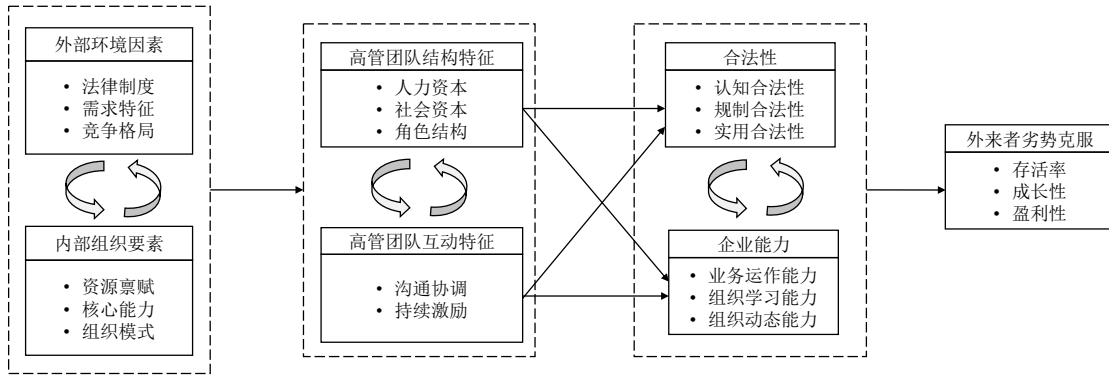 外部环境因素
• 法律制度
• 需求特征
• 竞争格局
内部组织要素
• 资源禀赋
• 核心能力
• 组织模式
高管团队结构特征
• 人力资本
• 社会资本
• 角色结构
高管团队互动特征
• 沟通协调
• 持续激励
合法性
• 认知合法性
• 规制合法性
• 实用合法性
企业能力
• 业务运作能力
• 组织学习能力
• 组织动态能力
外来者劣势克服
• 存活率
• 成长性
• 盈利性